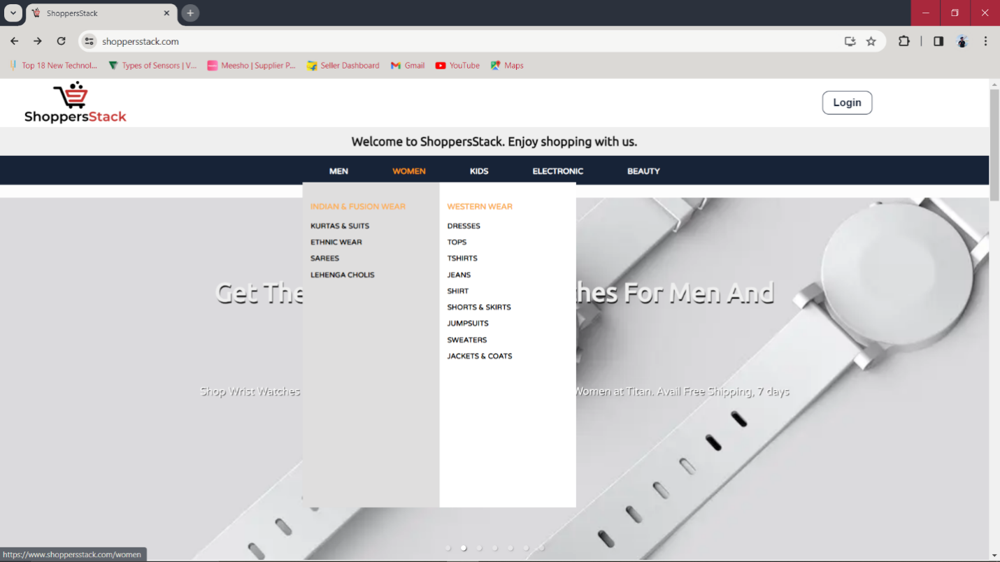 ShoppersStack
shoppersstack.com
Top 18 New Technol... Types of Sensors | V... Meesho | Supplier P... Seller Dashboard Gmail YouTube Maps
ShoppersStack
Login
Welcome to ShoppersStack. Enjoy shopping with us.
MEN WOMEN KIDS ELECTRONIC BEAUTY
INDIAN & FUSION WEAR
KURTAS & SUITS
ETHNIC WEAR
SAREES
LEHENGA CHOLIS
WESTERN WEAR
DRESSES
TOPS
TSHIRTS
JEANS
SHIRT
SHORTS & SKIRTS
JUMPSUITS
SWEATERS
JACKETS & COATS
Get The hes For Men And
Shop Wrist Watches Women at Titan. Avail Free Shipping, 7 days
https://www.shoppersstack.com/women